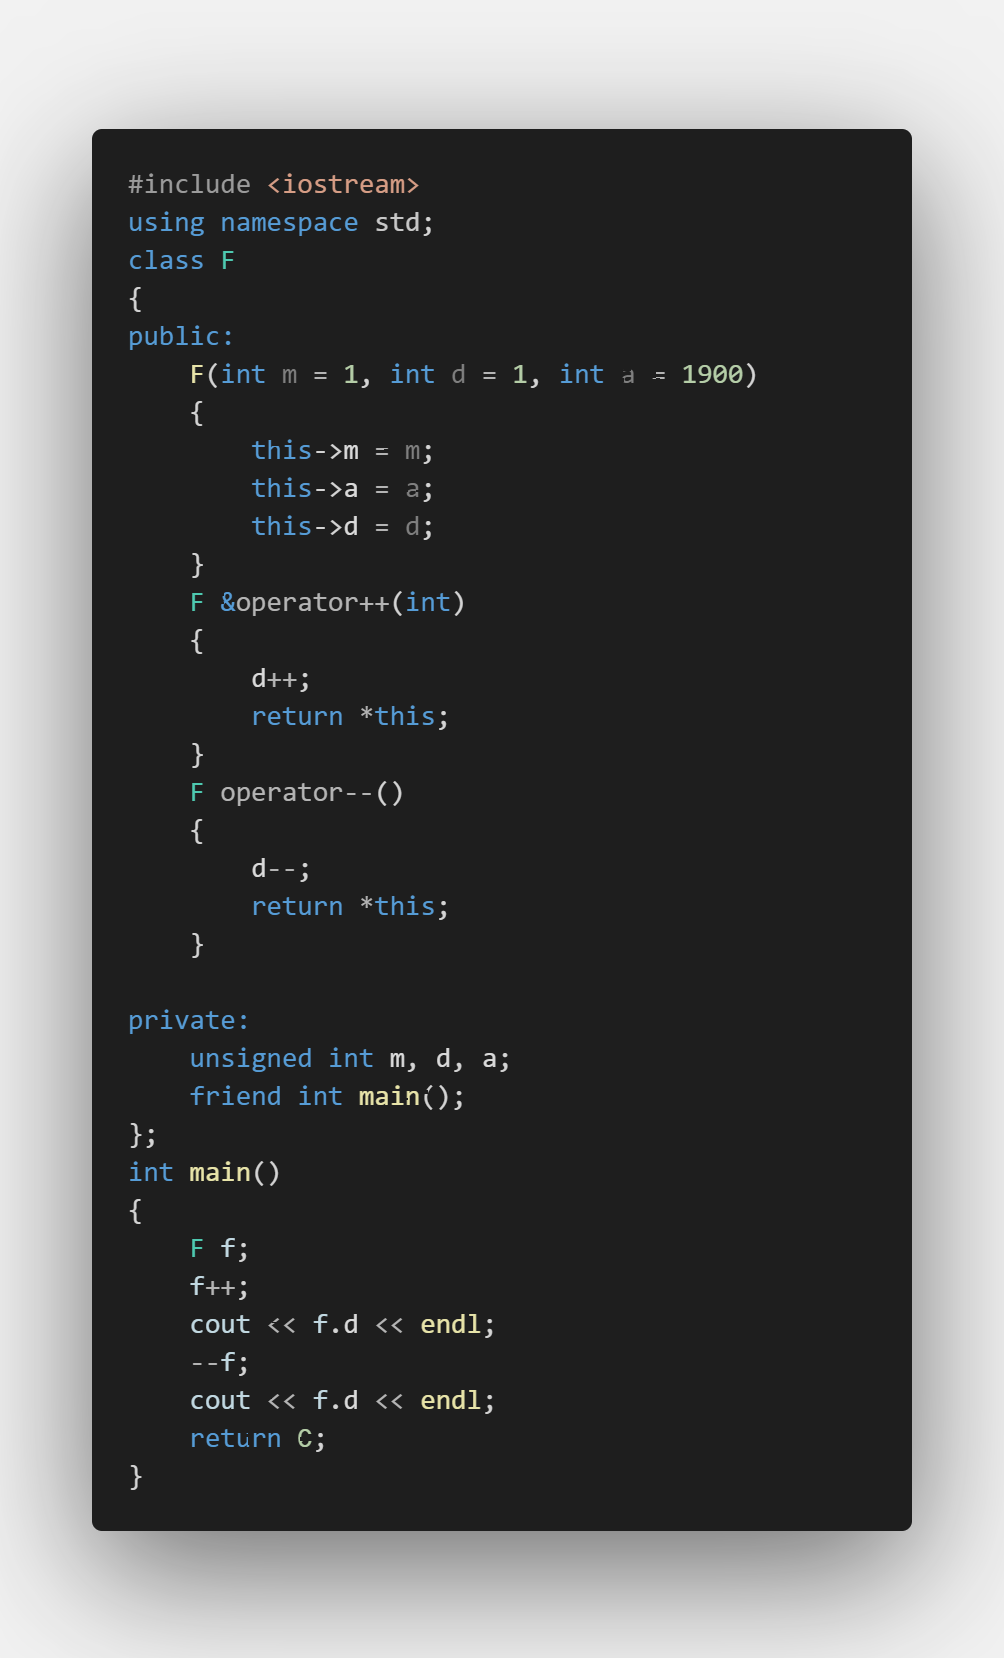 #include <iostream>
using namespace std;
class F
{
public:
    F(int m = 1, int d = 1, int a = 1900)
    {
        this->m = m;
        this->a = a;
        this->d = d;
    }
    F &operator++(int)
    {
        d++;
        return *this;
    }
    F operator--()
    {
        d--;
        return *this;
    }

private:
    unsigned int m, d, a;
    friend int main();
};
int main()
{
    F f;
    f++;
    cout << f.d << endl;
    --f;
    cout << f.d << endl;
    return C;
}